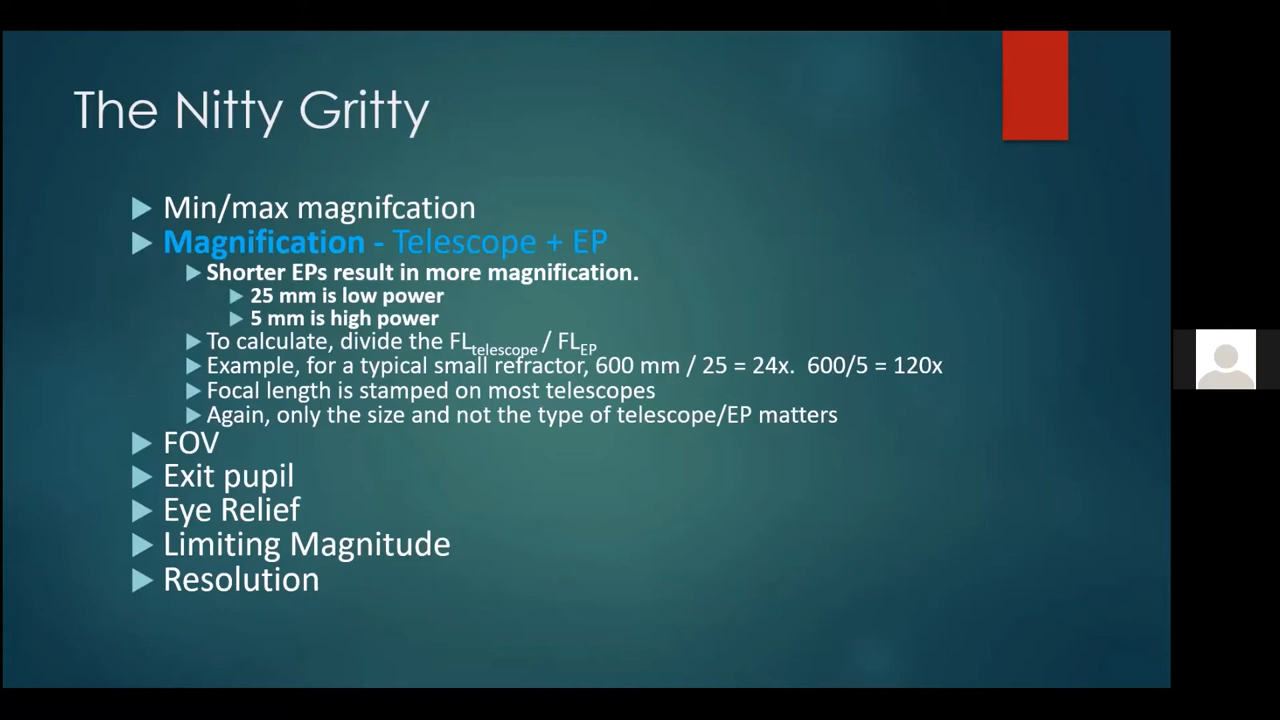 The Nitty Gritty
Min/max magnifcation
Magnification - Telescope + EP
Shorter EPs result in more magnification.
25 mm is low power
5 mm is high power
To calculate, divide the FLtelescope / FLEP
Example, for a typical small refractor, 600 mm / 25 = 24x.  600/5 = 120x
Focal length is stamped on most telescopes
Again, only the size and not the type of telescope/EP matters
FOV
Exit pupil
Eye Relief
Limiting Magnitude
Resolution